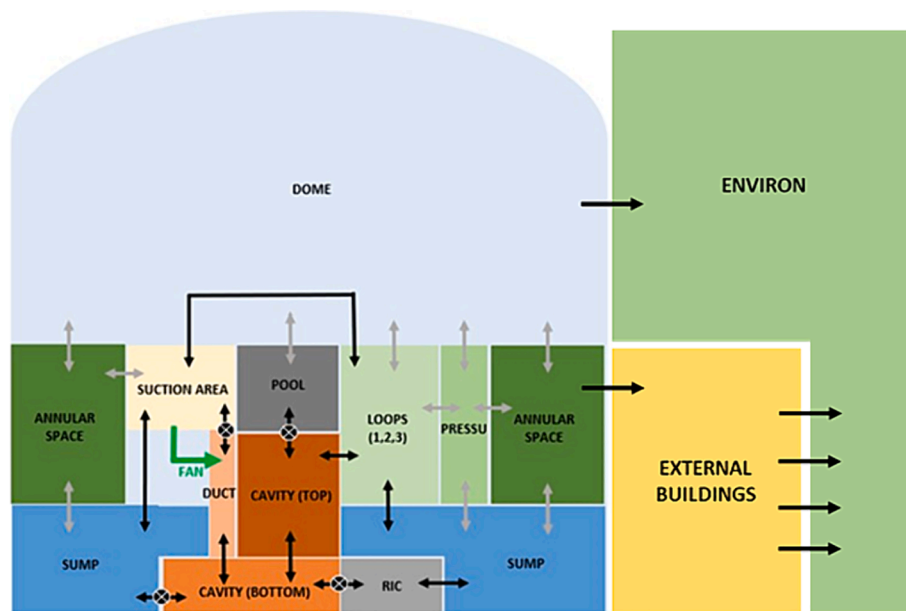 DOME
ENVIRON
SUCTION AREA
POOL
ANNULAR
SPACE
LOOPS
(1,2,3)
PRESSU
ANNULAR
SPACE
FAN
DUCT
CAVITY (TOP)
EXTERNAL
BUILDINGS
SUMP
CAVITY (BOTTOM)
RIC
SUMP